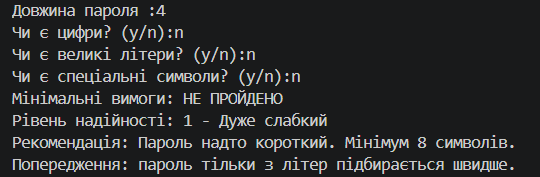 Довжина пароля :4
Чи є цифри? (y/n):n
Чи є великі літери? (y/n):n
Чи є спеціальні символи? (y/n):n
Мінімальні вимоги: НЕ ПРОЙДЕНО
Рівень надійності: 1 - Дуже слабкий
Рекомендація: Пароль надто короткий. Мінімум 8 символів.
Попередження: пароль тільки з літер підбирається швидше.